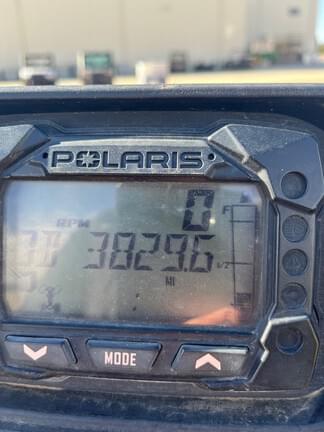 POLARIS
0
RPM
F
3829.6
1/2
MI
MODE